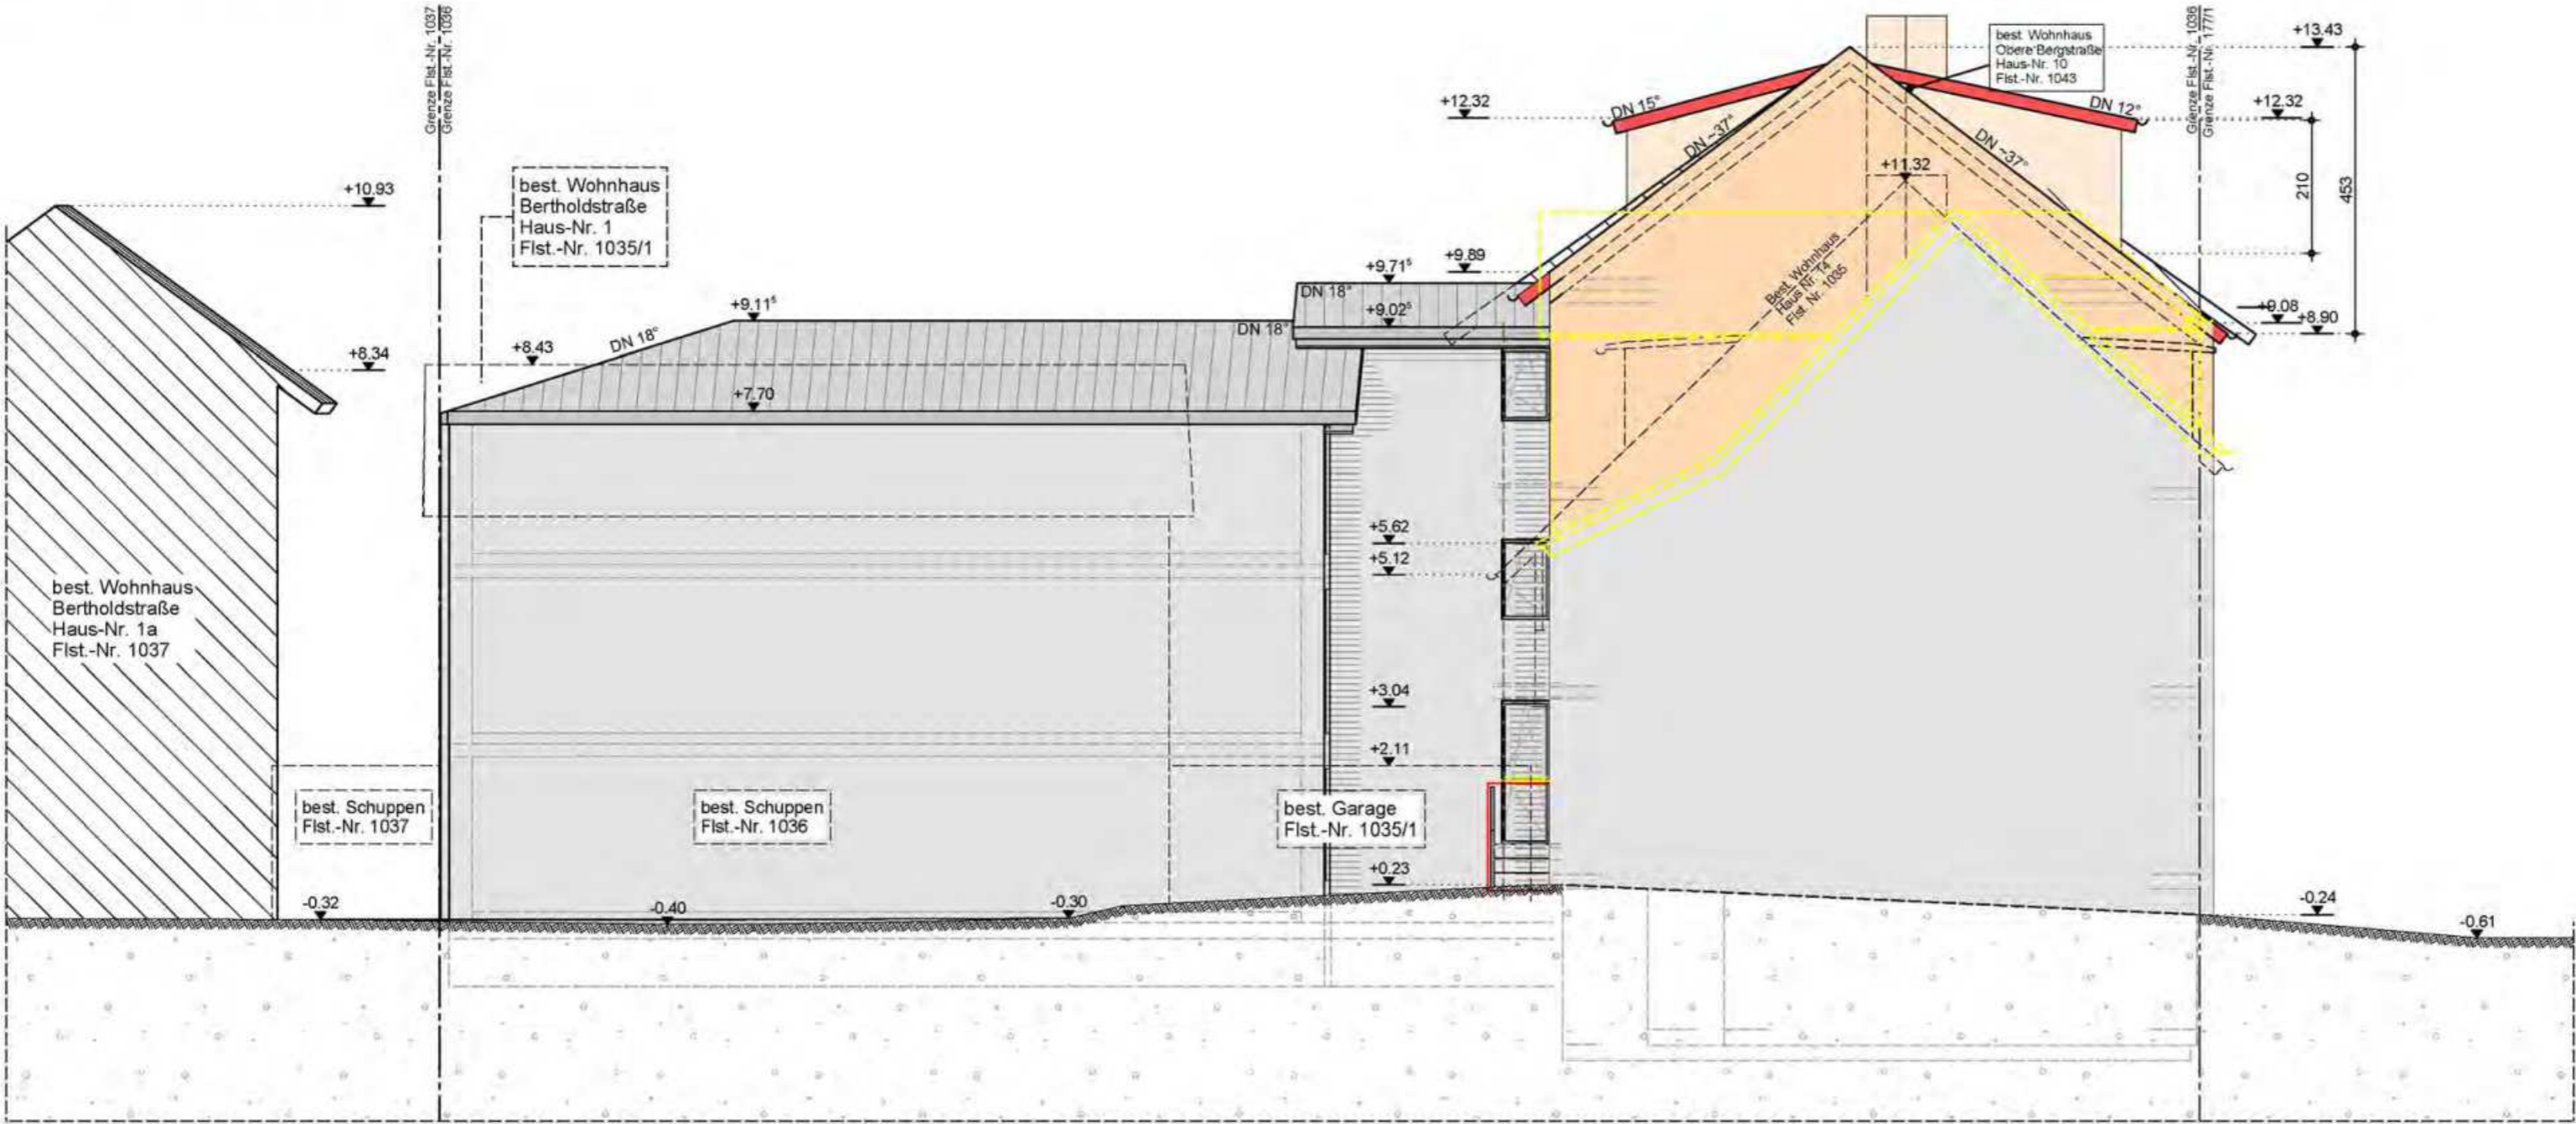 Grenze Flst.-Nr. 1037
Grenze Flst.-Nr. 1036
best. Wohnhaus
Obere Bergstraße
Haus-Nr. 10
Flst.-Nr. 1043
Grenze Flst.-Nr. 1036
Grenze Flst.-Nr. 177/1
+13.43
+12.32
DN 15°
DN 12°
+12.32
DN ~37°
DN ~37°
+11.32
210
453
+10.93
best. Wohnhaus
Bertholdstraße
Haus-Nr. 1
Flst.-Nr. 1035/1
Best. Wohnhaus
Haus Nr. 14
Flst. Nr. 1035
+9.89
+9.71⁵
DN 18°
+9.11⁵
+9.02⁵
DN 18°
+9.08
+8.90
DN 18°
+8.43
+8.34
+7.70
+5.62
+5.12
best. Wohnhaus
Bertholdstraße
Haus-Nr. 1a
Flst.-Nr. 1037
+3.04
+2.11
best. Schuppen
Flst.-Nr. 1037
best. Schuppen
Flst.-Nr. 1036
best. Garage
Flst.-Nr. 1035/1
+0.23
-0.32
-0.40
-0.30
-0.24
-0.61